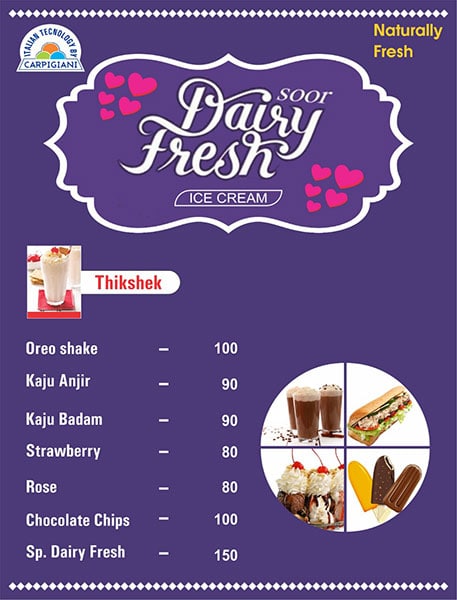 ITALIAN TECNOLOGY BY
CARPIGIANI
Naturally
Fresh
soor
Dairy
Fresh
ICE CREAM
Thikshek
Oreo shake – 100
Kaju Anjir – 90
Kaju Badam – 90
Strawberry – 80
Rose – 80
Chocolate Chips – 100
Sp. Dairy Fresh – 150